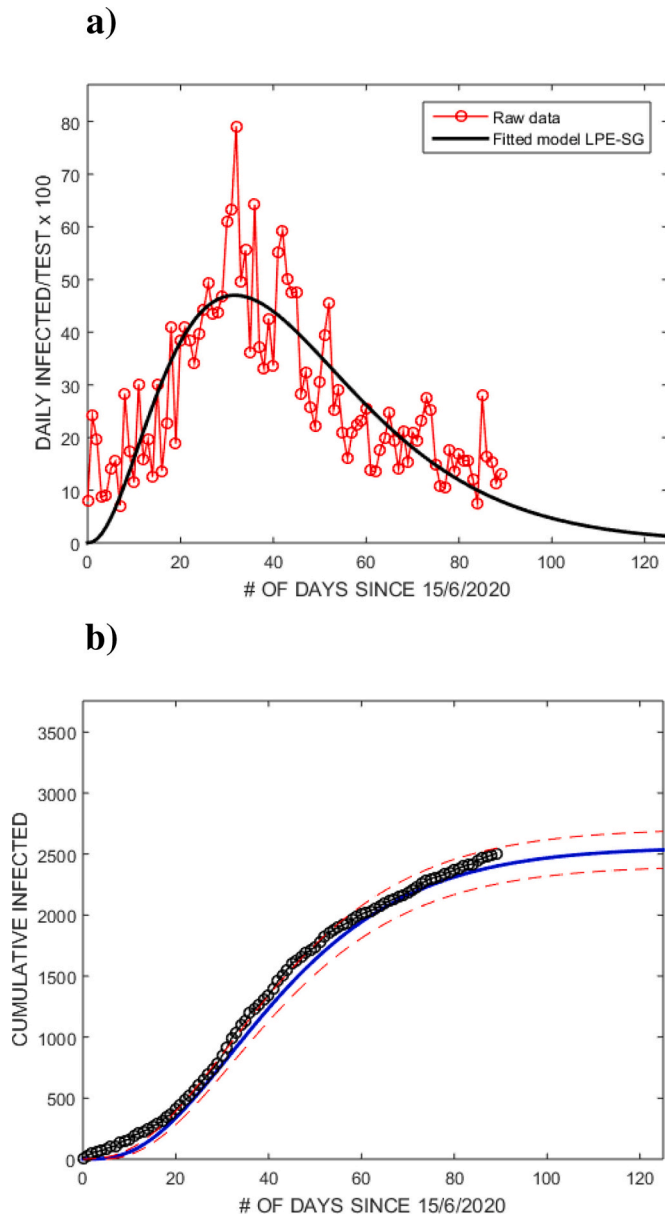 a)
DAILY INFECTED/TEST x 100
80
70
60
50
40
30
20
10
0
Raw data
Fitted model LPE-SG
0 20 40 60 80 100 120
# OF DAYS SINCE 15/6/2020
b)
CUMULATIVE INFECTED
3500
3000
2500
2000
1500
1000
500
0
0 20 40 60 80 100 120
# OF DAYS SINCE 15/6/2020